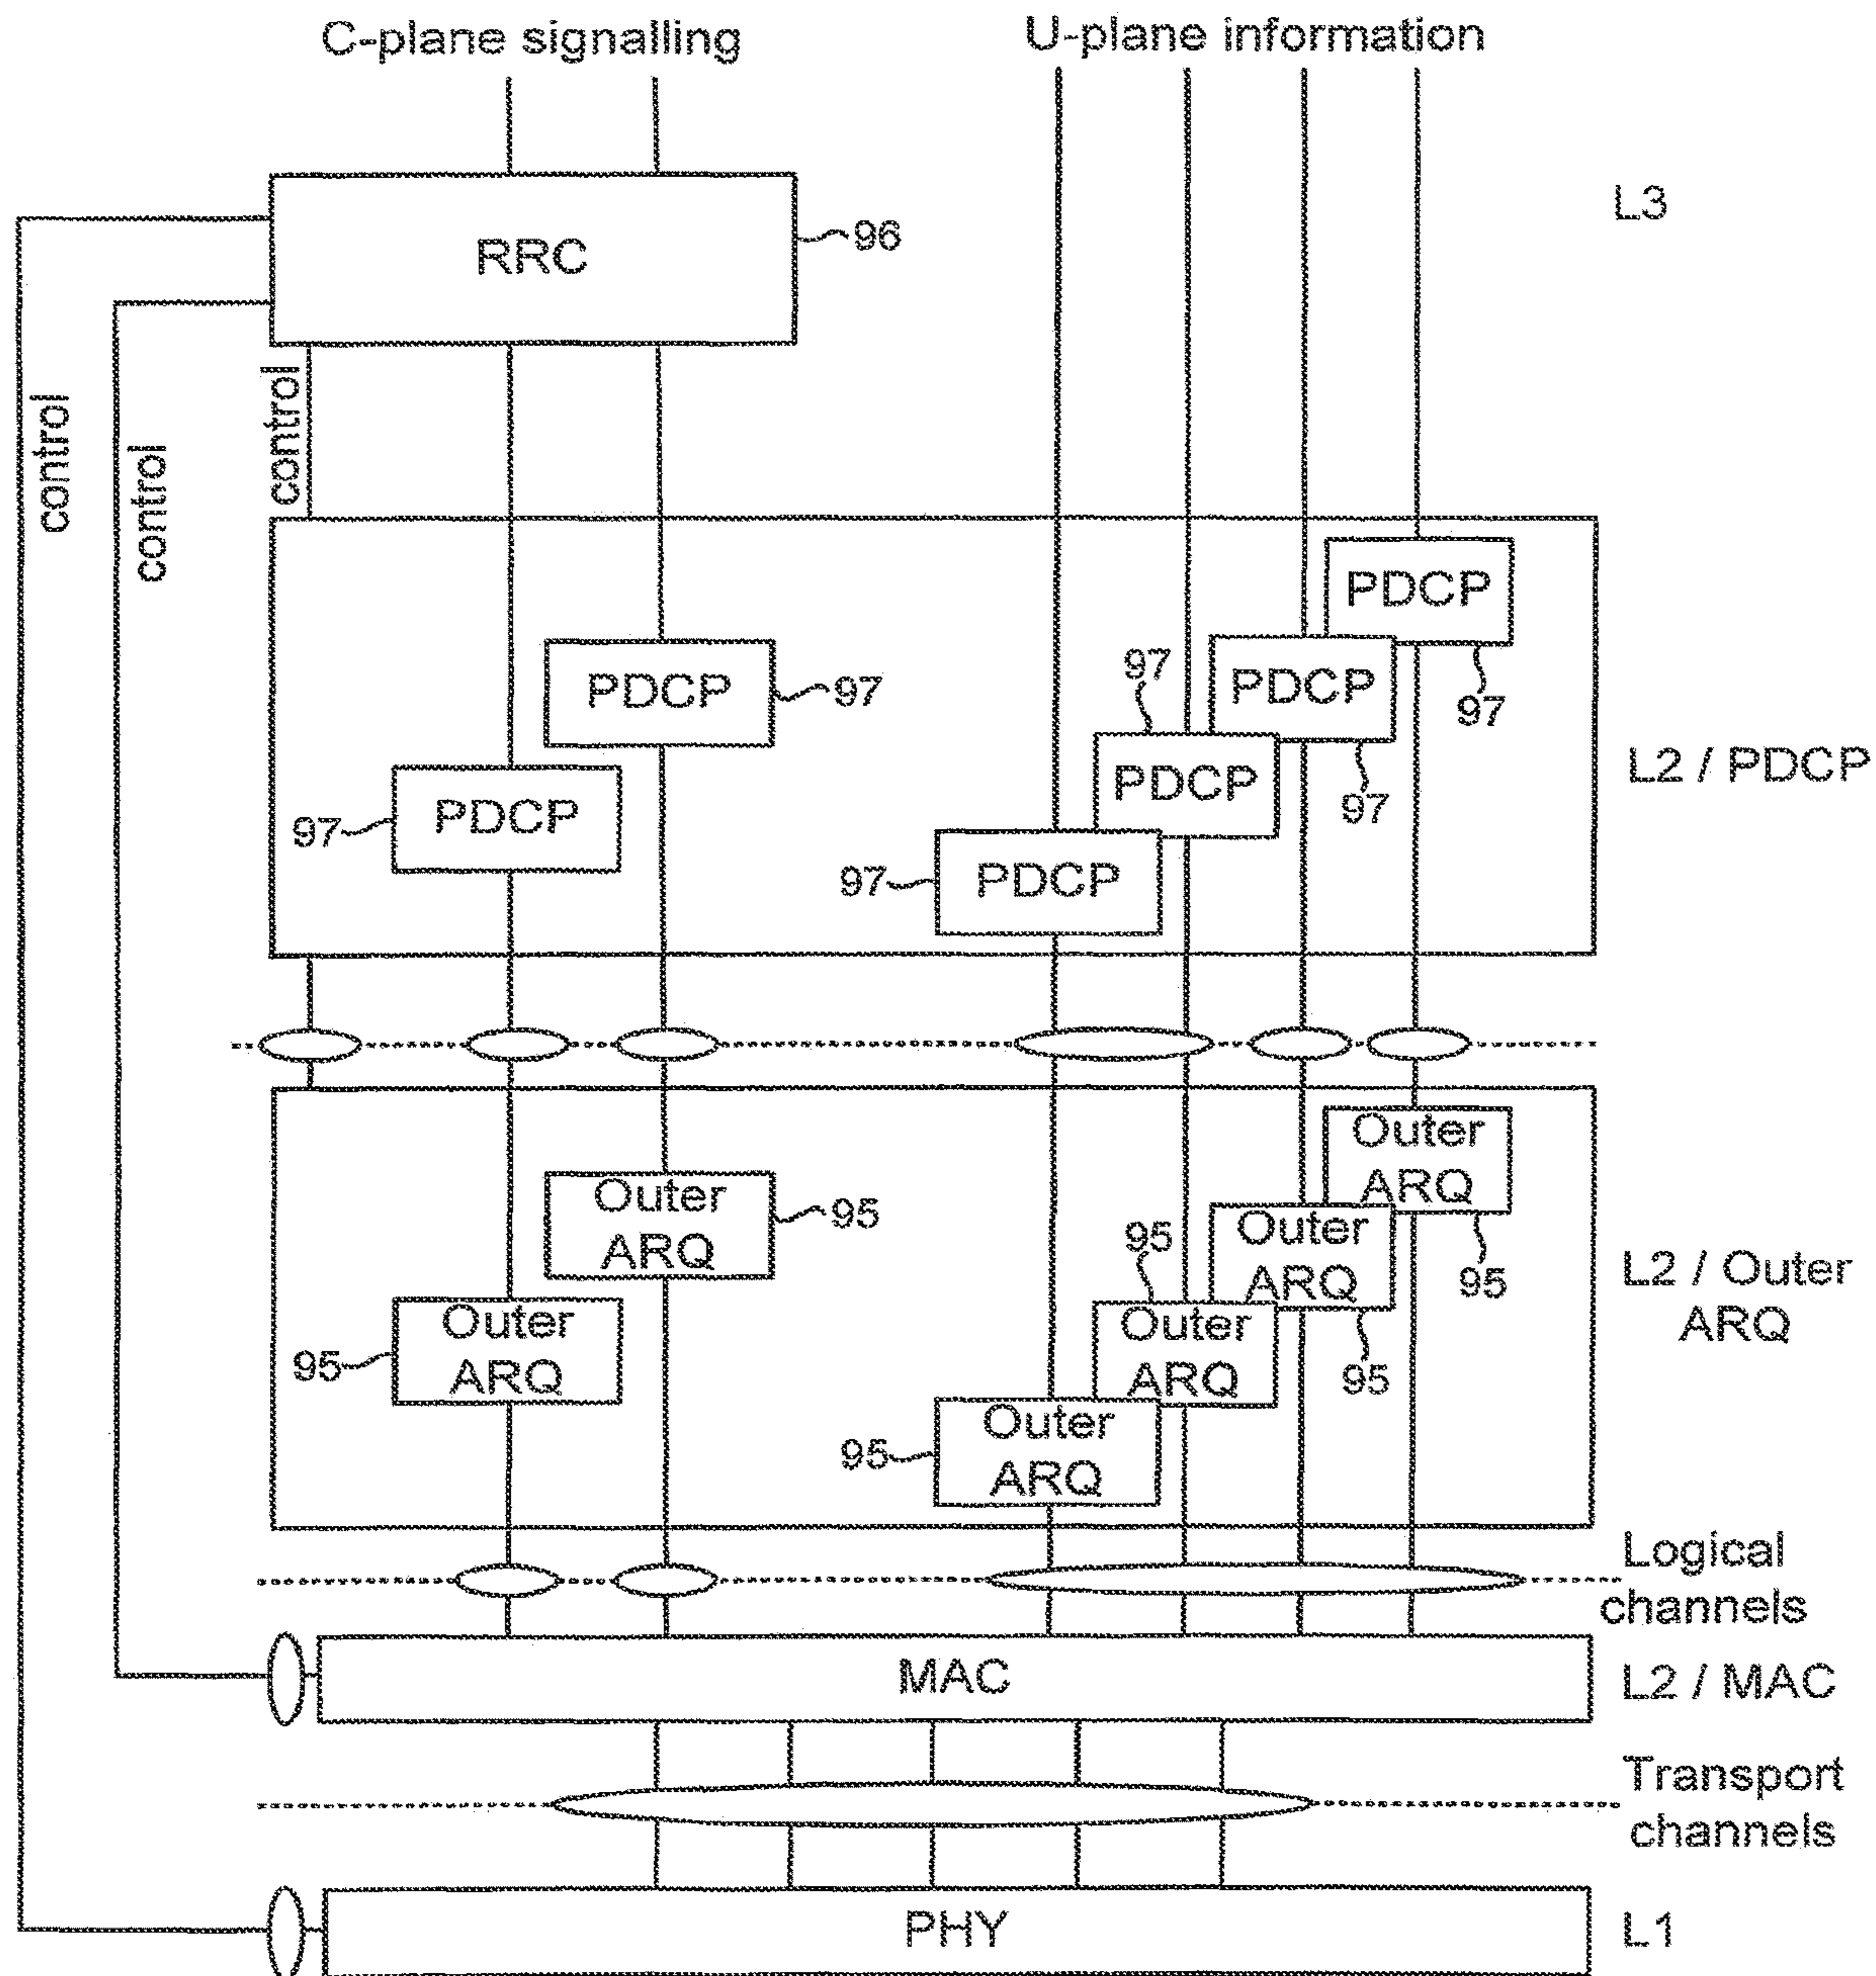 C-plane signalling
U-plane information
L3
RRC
96
control
control
control
PDCP
97
PDCP
97
97
PDCP
97
PDCP
97
PDCP
97
PDCP
L2 / PDCP
Outer
ARQ
95
Outer
ARQ
95
95
Outer
ARQ
95
Outer
ARQ
95
Outer
ARQ
95
Outer
ARQ
L2 / Outer
ARQ
Logical
channels
MAC
L2 / MAC
Transport
channels
PHY
L1